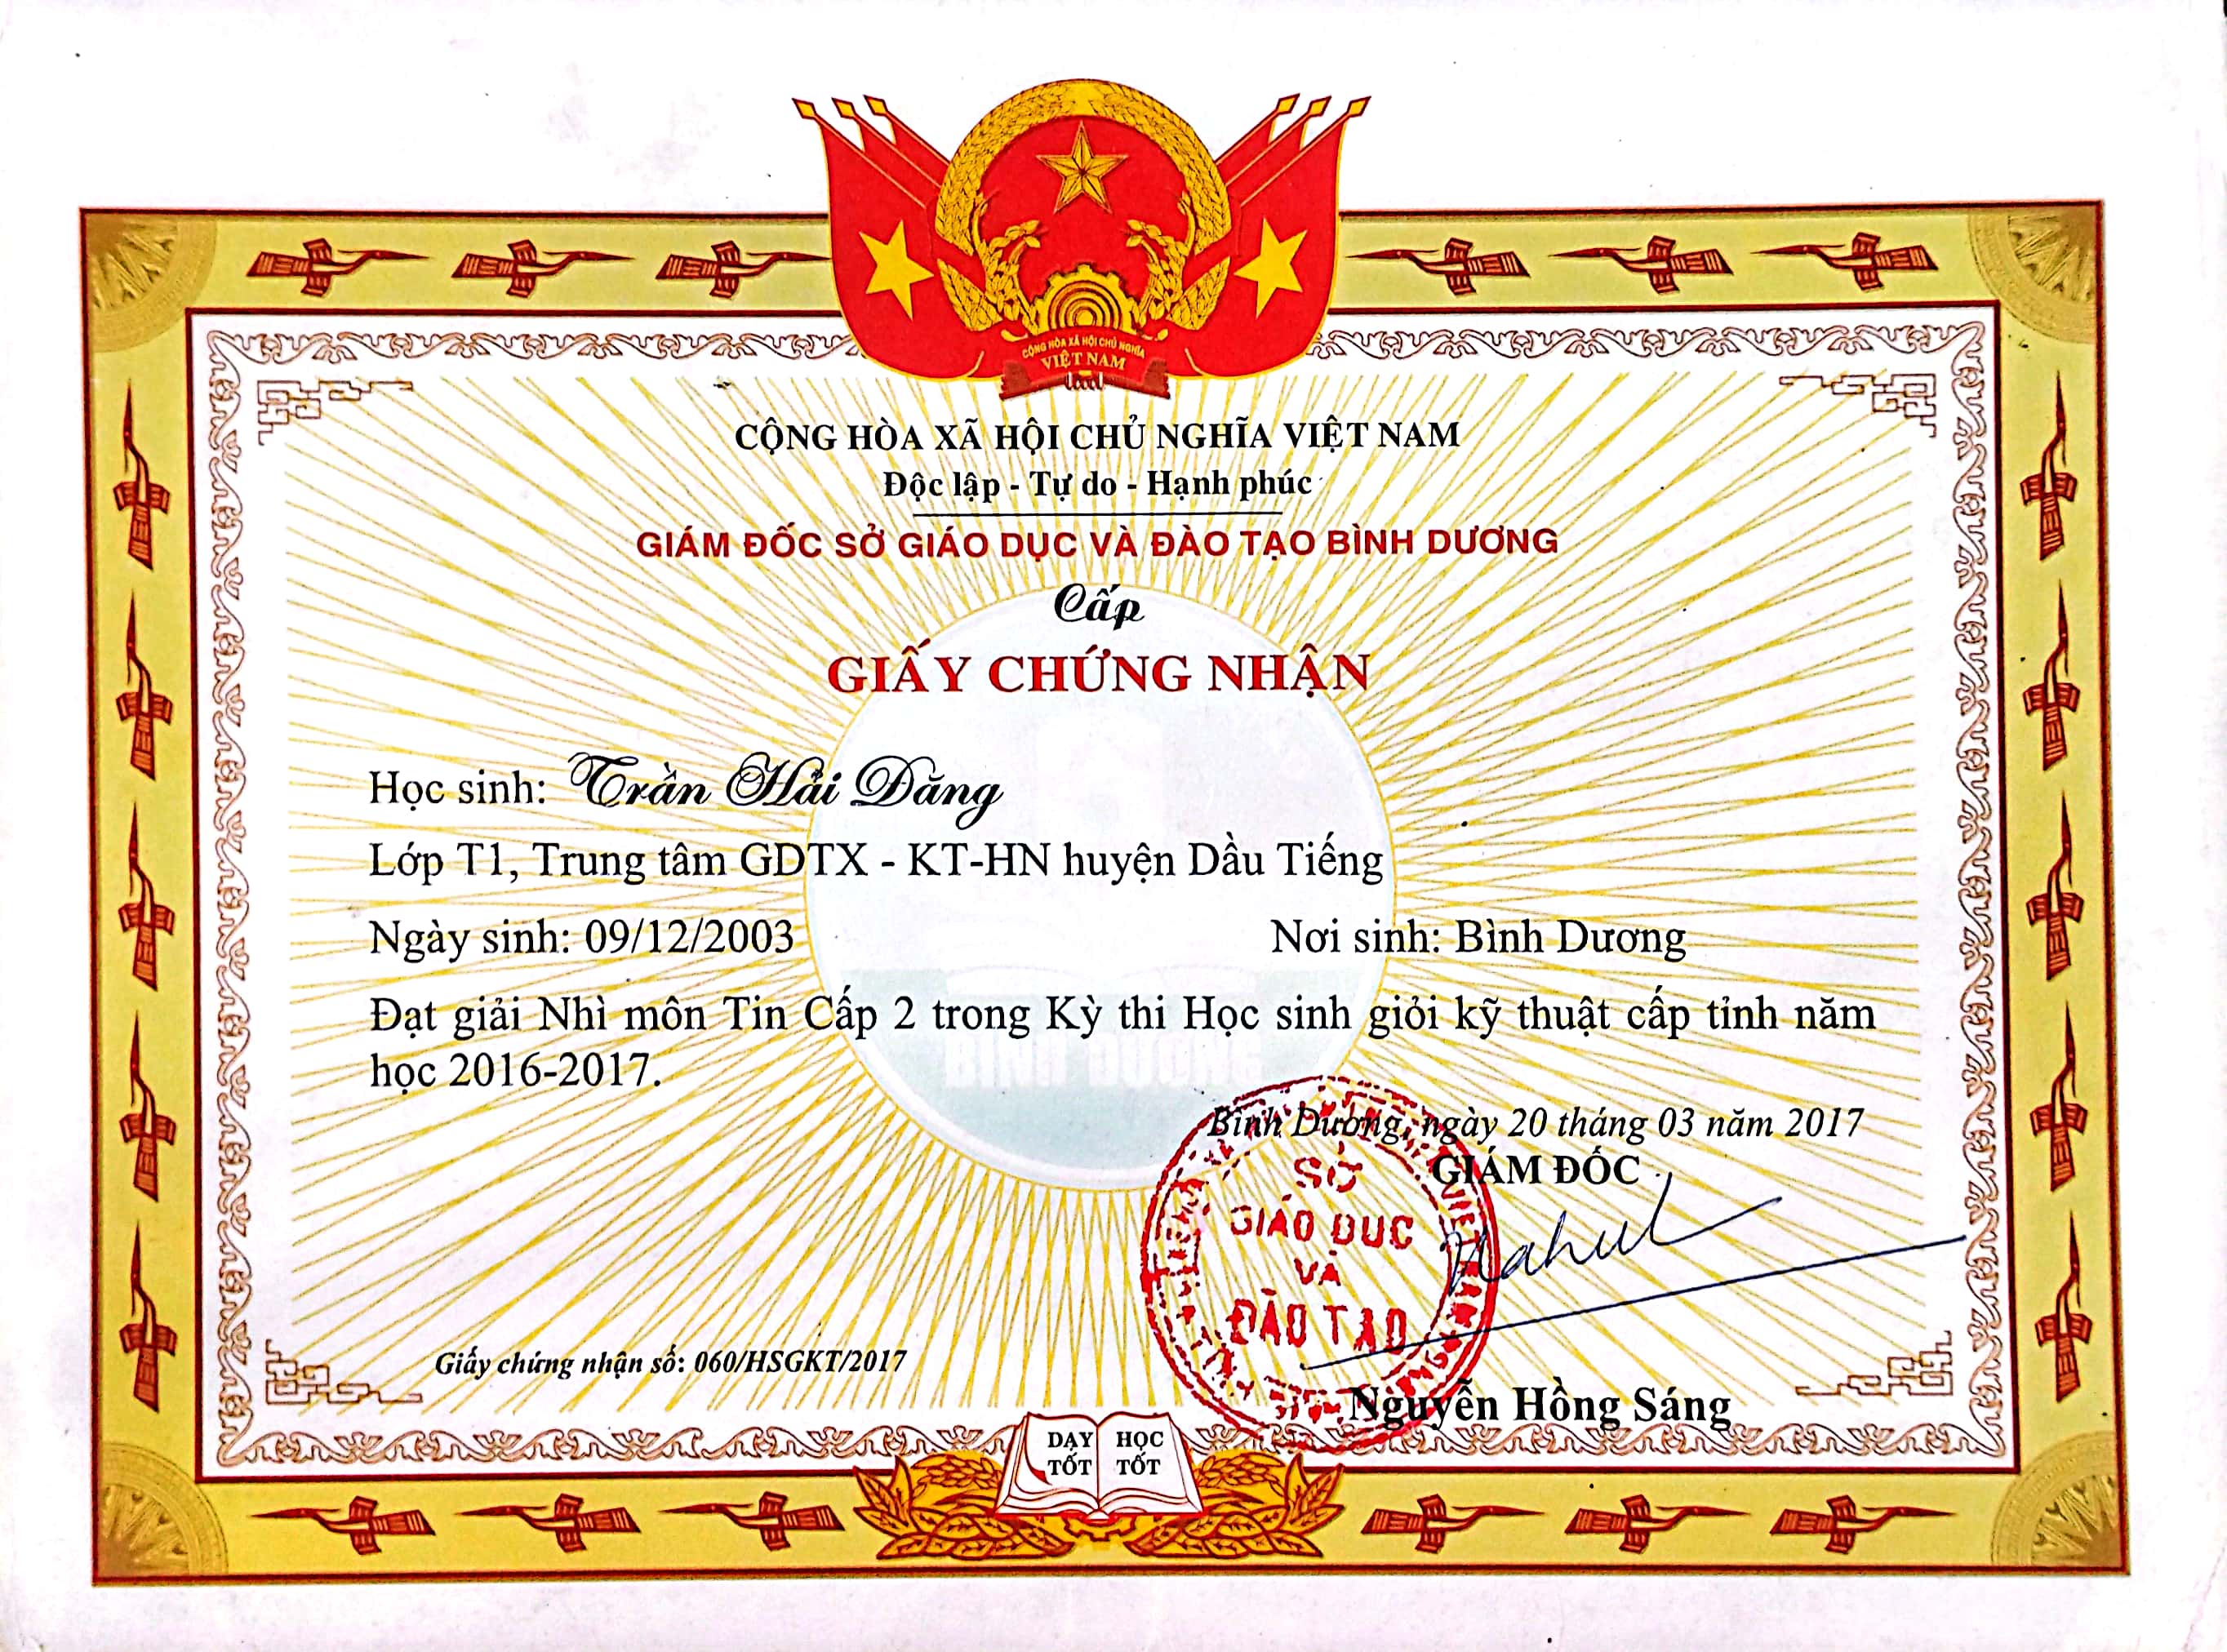 CỘNG HÒA XÃ HỘI CHỦ NGHĨA
VIỆT NAM
CỘNG HÒA XÃ HỘI CHỦ NGHĨA VIỆT NAM
Độc lập - Tự do - Hạnh phúc
GIÁM ĐỐC SỞ GIÁO DỤC VÀ ĐÀO TẠO BÌNH DƯƠNG
Cấp
GIẤY CHỨNG NHẬN
Học sinh: Trần Hải Đăng
Lớp T1, Trung tâm GDTX - KT-HN huyện Dầu Tiếng
Ngày sinh: 09/12/2003 Nơi sinh: Bình Dương
Đạt giải Nhì môn Tin Cấp 2 trong Kỳ thi Học sinh giỏi kỹ thuật cấp tỉnh năm
học 2016-2017.
Bình Dương, ngày 20 tháng 03 năm 2017
GIÁM ĐỐC
SỞ
GIÁO DỤC
VÀ
ĐÀO TẠO
Giấy chứng nhận số: 060/HSGKT/2017
Nguyễn Hồng Sáng
DẠY HỌC
TỐT TỐT